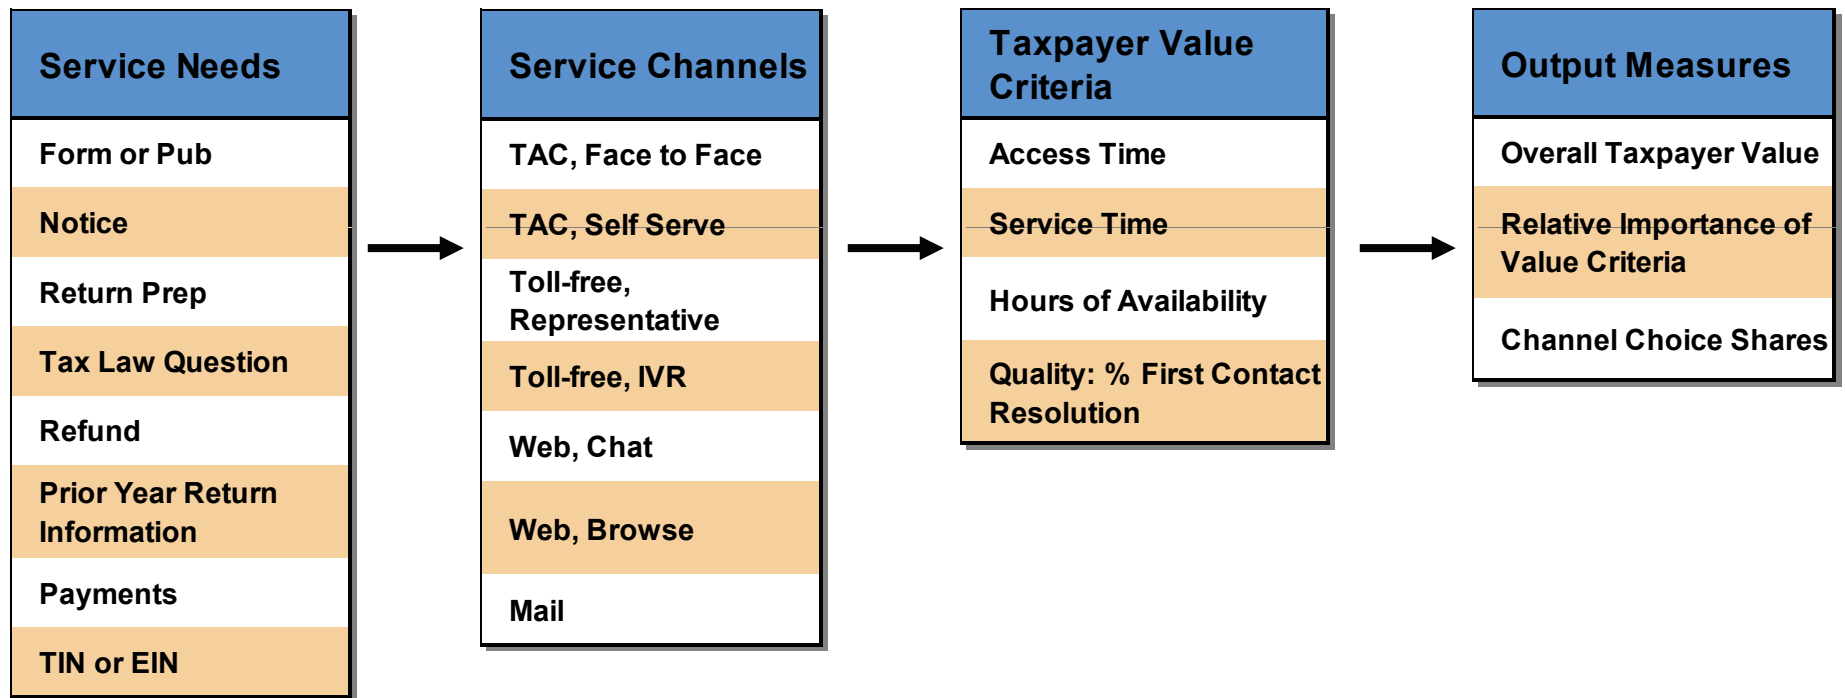 Service Needs
Form or Pub
Notice
Return Prep
Tax Law Question
Refund
Prior Year Return
Information
Payments
TIN or EIN
Service Channels
TAC, Face to Face
TAC, Self Serve
Toll-free,
Representative
Toll-free, IVR
Web, Chat
Web, Browse
Mail
Taxpayer Value
Criteria
Access Time
Service Time
Hours of Availability
Quality: % First Contact
Resolution
Output Measures
Overall Taxpayer Value
Relative Importance of
Value Criteria
Channel Choice Shares